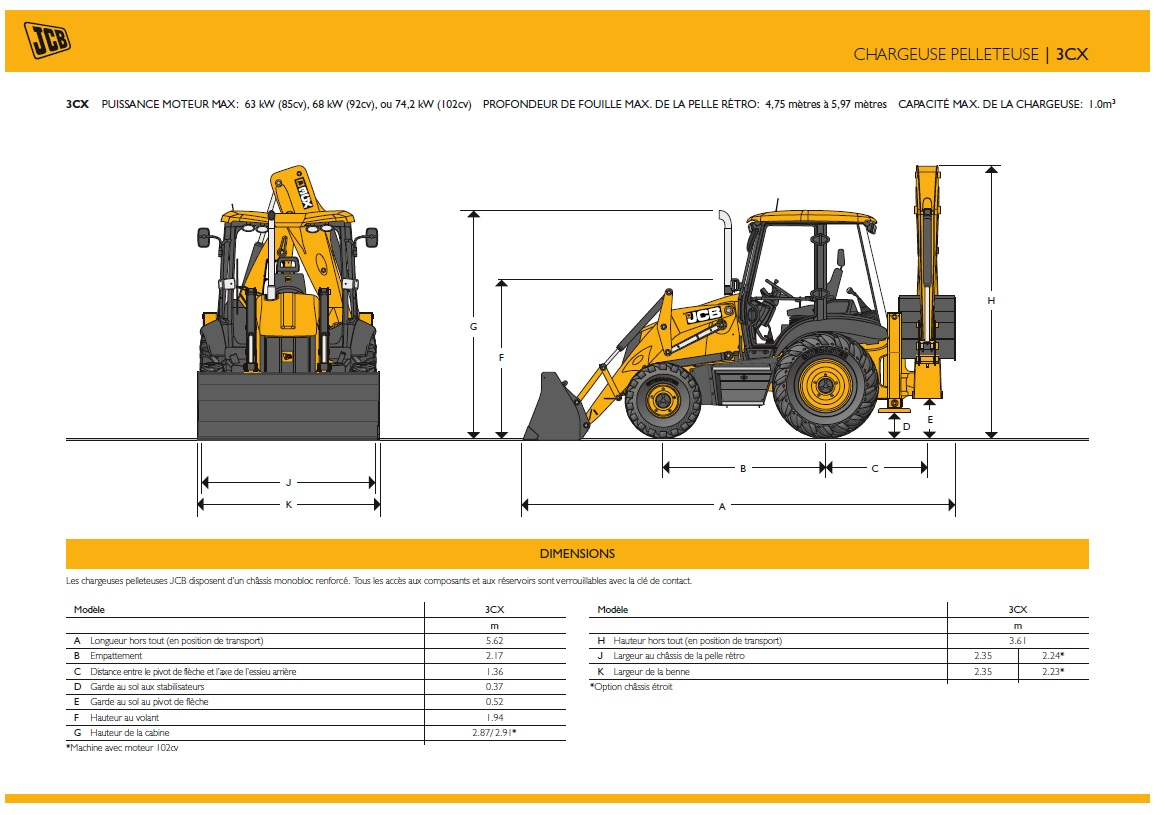 JCB
CHARGEUSE PELLETEUSE | 3CX
3CX PUISSANCE MOTEUR MAX: 63 kW (85cv), 68 kW (92cv), ou 74,2 kW (102cv) PROFONDEUR DE FOUILLE MAX. DE LA PELLE RÉTRO: 4,75 mètres à 5,97 mètres CAPACITÉ MAX. DE LA CHARGEUSE: 1.0m³
H
G
JCB
F
E
D
B
C
J
K
A
DIMENSIONS
Les chargeuses pelleteuses JCB disposent d'un châssis monobloc renforcé. Tous les accès aux composants et aux réservoirs sont verrouillables avec la clé de contact.
Modèle 3CX
m
A Longueur hors tout (en position de transport) 5.62
B Empattement 2.17
C Distance entre le pivot de flèche et l'axe de l'essieu arrière 1.36
D Garde au sol aux stabilisateurs 0.37
E Garde au sol au pivot de flèche 0.52
F Hauteur au volant 1.94
G Hauteur de la cabine 2.87/ 2.91*
*Machine avec moteur 102cv
Modèle 3CX
m
H Hauteur hors tout (en position de transport) 3.61
J Largeur au châssis de la pelle rétro 2.35 2.24*
K Largeur de la benne 2.35 2.23*
*Option châssis étroit